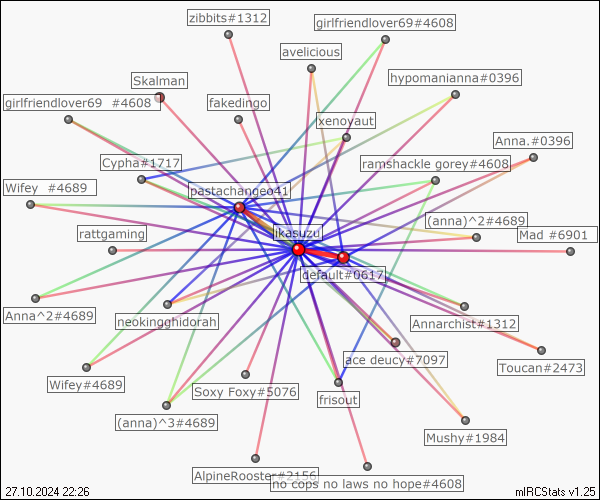 zibbits#1312
girlfriendlover69#4608
avelicious
hypomanianna#0396
Skalman
girlfriendlover69 #4608
fakedingo
xenoyaut
Anna.#0396
Cypha#1717
ramshackle gorey#4608
Wifey #4689
pastachangeo41
(anna)^2#4689
ikasuzu
Mad #6901
rattgaming
default#0617
Anna^2#4689
neokingghidorah
Annarchist#1312
ace deucy#7097
Toucan#2473
Wifey#4689
Soxy Foxy#5076
frisout
(anna)^3#4689
Mushy#1984
AlpineRooster#2156
no cops no laws no hope#4608
27.10.2024 22:26
mIRCStats v1.25